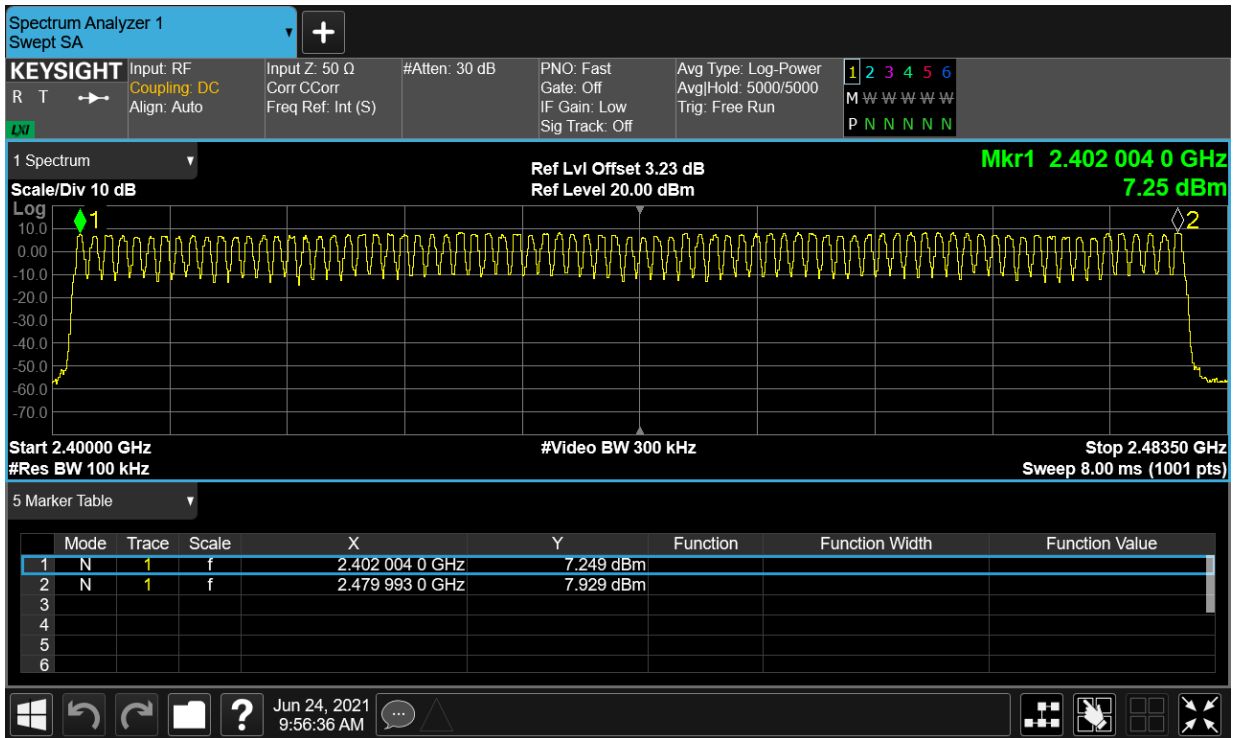 Spectrum Analyzer 1
Swept SA
KEYSIGHT
R T
LXI
Input: RF
Coupling: DC
Align: Auto
Input Z: 50 Ω
Corr CCorr
Freq Ref: Int (S)
#Atten: 30 dB
PNO: Fast
Gate: Off
IF Gain: Low
Sig Track: Off
Avg Type: Log-Power
Avg|Hold: 5000/5000
Trig: Free Run
1 2 3 4 5 6
M W W W W W
P N N N N N
1 Spectrum
Scale/Div 10 dB
Ref Lvl Offset 3.23 dB
Ref Level 20.00 dBm
Mkr1 2.402 004 0 GHz
7.25 dBm
Log
1
2
10.0
0.00
-10.0
-20.0
-30.0
-40.0
-50.0
-60.0
-70.0
Start 2.40000 GHz
#Res BW 100 kHz
#Video BW 300 kHz
Stop 2.48350 GHz
Sweep 8.00 ms (1001 pts)
5 Marker Table
Mode Trace Scale X Y Function Function Width Function Value
1 N 1 f 2.402 004 0 GHz 7.249 dBm
2 N 1 f 2.479 993 0 GHz 7.929 dBm
3
4
5
6
?
Jun 24, 2021
9:56:36 AM